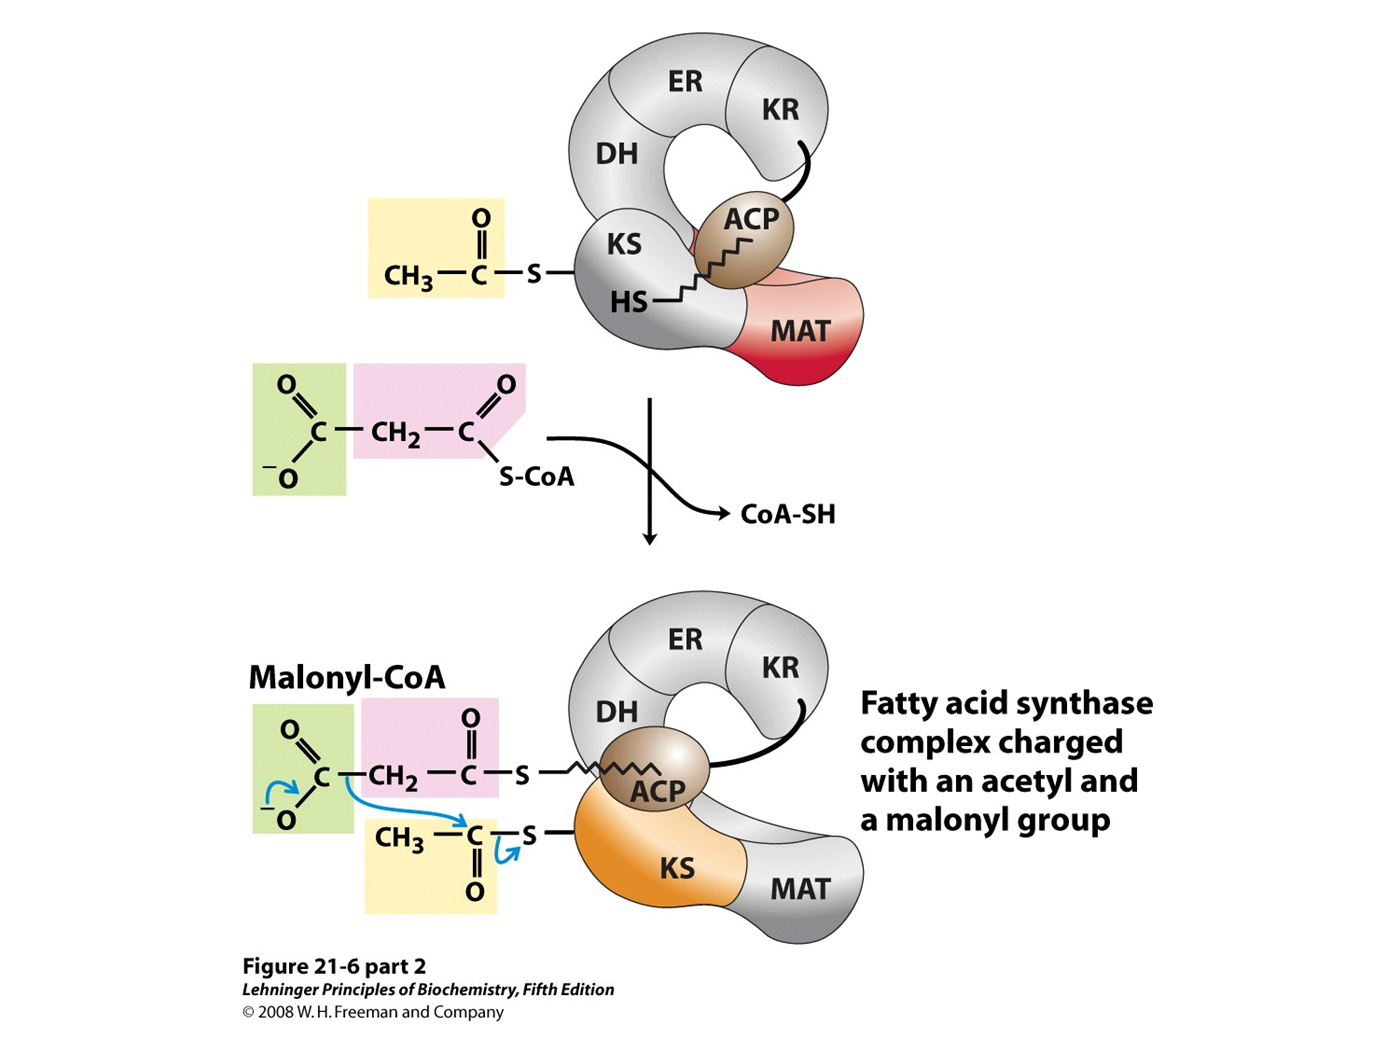 ER
KR
DH
ACP
KS
HS
MAT
O
CH3 C S
O O
C CH2 C
−O
S-CoA
CoA-SH
ER
KR
DH
ACP
KS
MAT
Malonyl-CoA
O O
C CH2 C S
−O
CH3 C S
O
Fatty acid synthase
complex charged
with an acetyl and
a malonyl group
Figure 21-6 part 2
Lehninger Principles of Biochemistry, Fifth Edition
© 2008 W. H. Freeman and Company